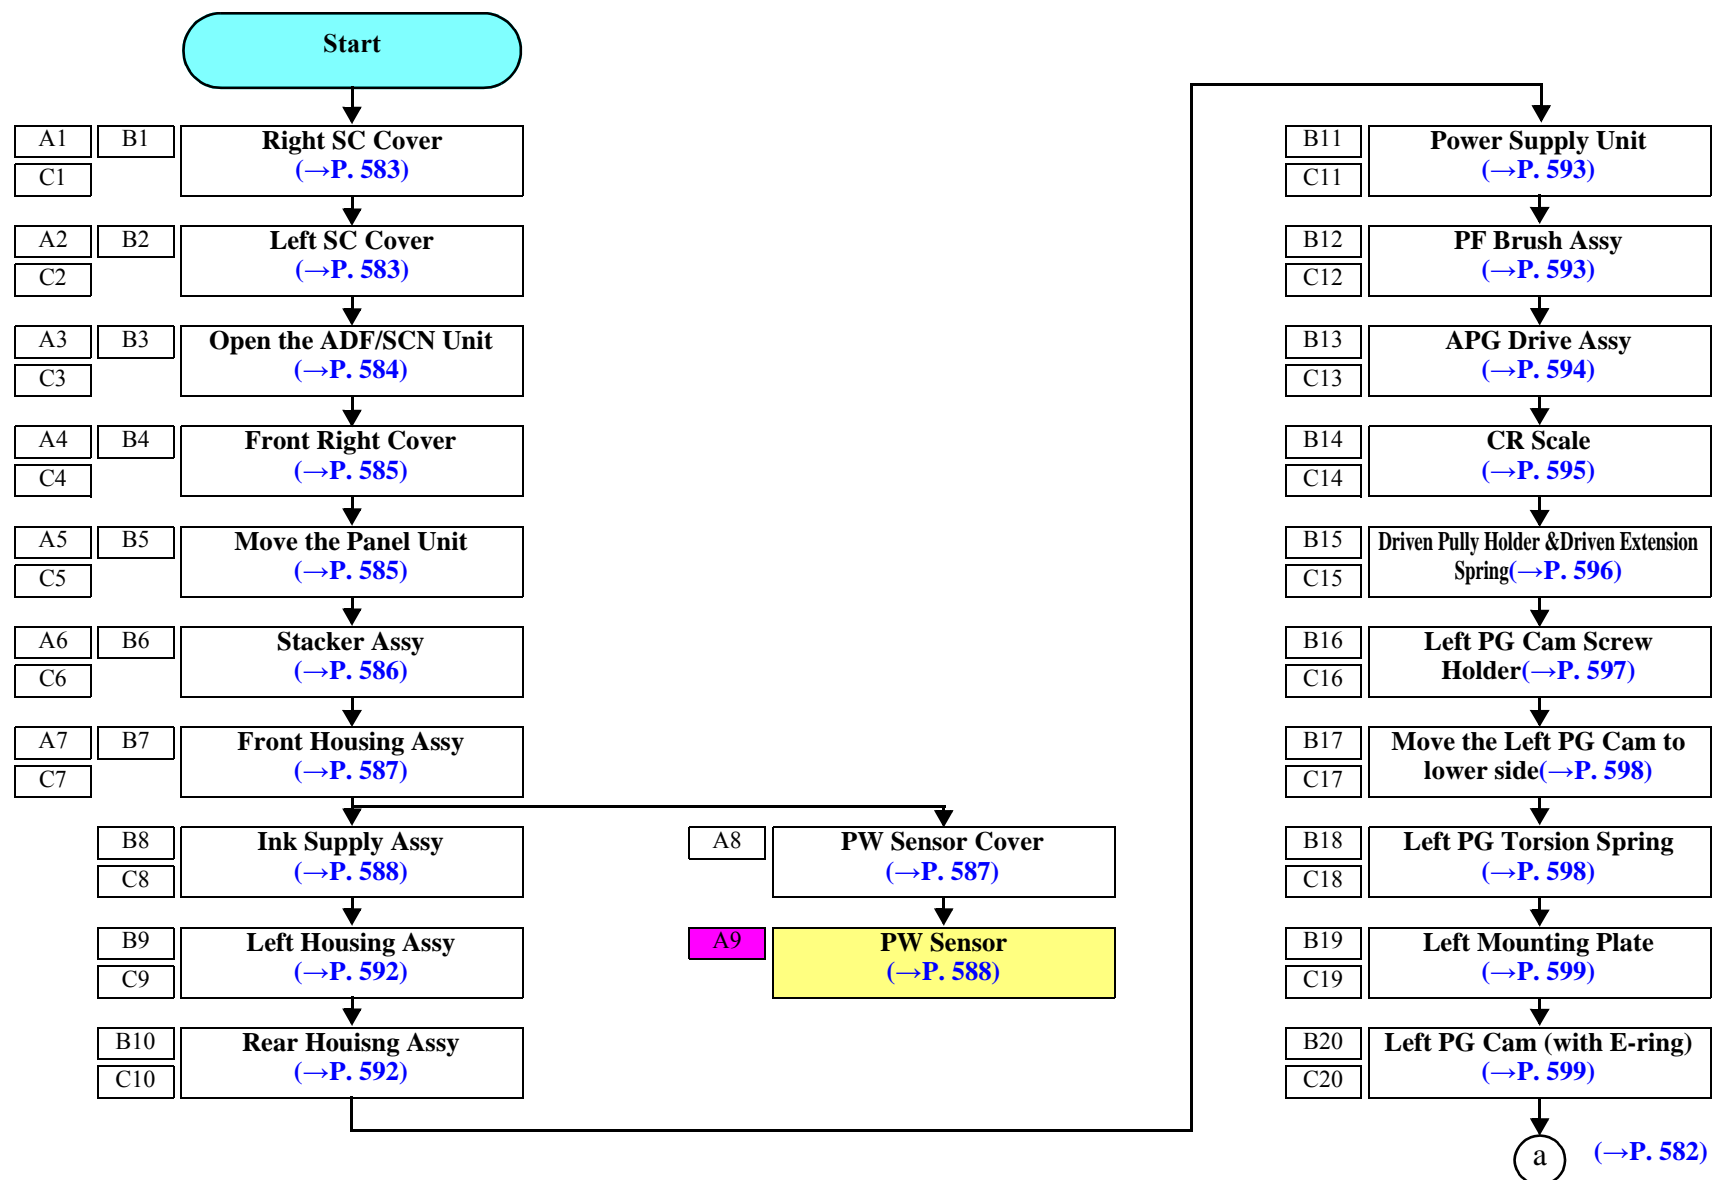 Start
A1 B1 Right SC Cover
C1 (→P. 583)
A2 B2 Left SC Cover
C2 (→P. 583)
A3 B3 Open the ADF/SCN Unit
C3 (→P. 584)
A4 B4 Front Right Cover
C4 (→P. 585)
A5 B5 Move the Panel Unit
C5 (→P. 585)
A6 B6 Stacker Assy
C6 (→P. 586)
A7 B7 Front Housing Assy
C7 (→P. 587)
B8 Ink Supply Assy
C8 (→P. 588)
B9 Left Housing Assy
C9 (→P. 592)
B10 Rear Houisng Assy
C10 (→P. 592)
A8 PW Sensor Cover
(→P. 587)
A9 PW Sensor
(→P. 588)
B11 Power Supply Unit
C11 (→P. 593)
B12 PF Brush Assy
C12 (→P. 593)
B13 APG Drive Assy
C13 (→P. 594)
B14 CR Scale
C14 (→P. 595)
B15 Driven Pully Holder &Driven Extension
C15 Spring(→P. 596)
B16 Left PG Cam Screw
C16 Holder(→P. 597)
B17 Move the Left PG Cam to
C17 lower side(→P. 598)
B18 Left PG Torsion Spring
C18 (→P. 598)
B19 Left Mounting Plate
C19 (→P. 599)
B20 Left PG Cam (with E-ring)
C20 (→P. 599)
a (→P. 582)